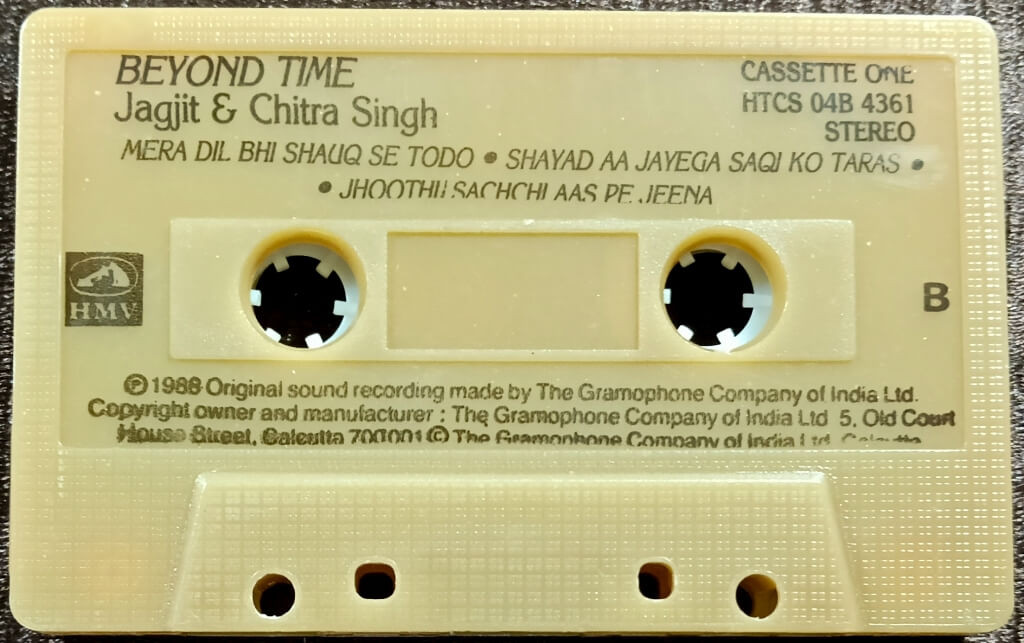 BEYOND TIME
Jagjit & Chitra Singh
CASSETTE ONE
HTCS 04B 4361
STEREO
MERA DIL BHI SHAUQ SE TODO • SHAYAD AA JAYEGA SAQI KO TARAS •
• JHOOTHII SACHCHI AAS PE JEENA
HMV
B
℗ 1988 Original sound recording made by The Gramophone Company of India Ltd.
Copyright owner and manufacturer : The Gramophone Company of India Ltd 5, Old Court
House Street, Calcutta 700001 © The Gramophone Company of India Ltd. Calcutta